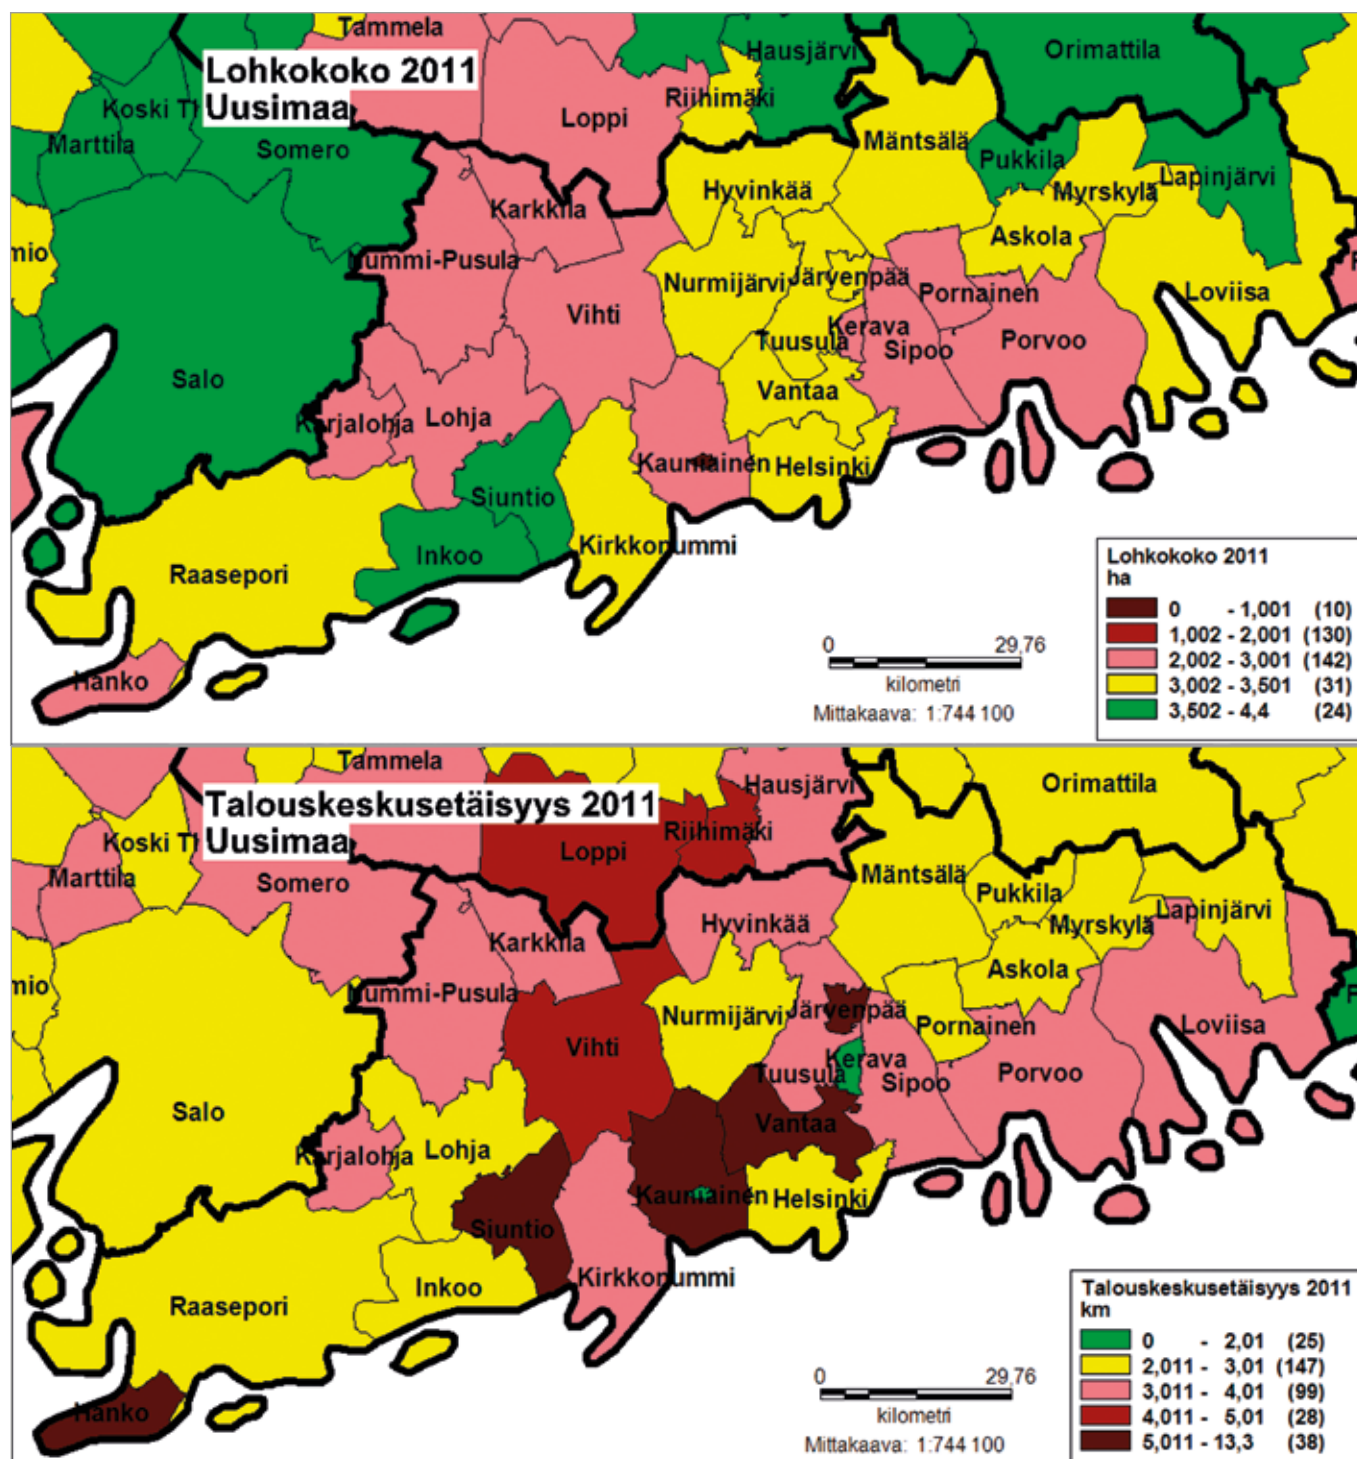 Tammela
Hausjärvi
Orimattila
Lohkokoko 2011
Uusimaa
Riihimäki
Koski Tl
Loppi
Marttila
Somero
Mäntsälä
Pukkila
Lapinjärvi
Hyvinkää
Myrskylä
Karkkila
Askola
mio
Nummi-Pusula
Nurmijärvi
Järvenpää
Pornainen
Loviisa
Vihti
Kerava
Tuusula
Sipoo
Porvoo
Salo
Vantaa
Karjalohja
Lohja
Kauniainen
Helsinki
Siuntio
Inkoo
Kirkkonummi
Raasepori
Hanko
0 29,76
kilometri
Mittakaava: 1:744 100
Lohkokoko 2011
ha
0 - 1,001 (10)
1,002 - 2,001 (130)
2,002 - 3,001 (142)
3,002 - 3,501 (31)
3,502 - 4,4 (24)
Tammela
Hausjärvi
Orimattila
Talouskeskusetäisyys 2011
Uusimaa
Riihimäki
Koski Tl
Loppi
Marttila
Somero
Mäntsälä
Pukkila
Lapinjärvi
Hyvinkää
Myrskylä
Karkkila
Askola
mio
Nummi-Pusula
Nurmijärvi
Järvenpää
Pornainen
Loviisa
Vihti
Kerava
Tuusula
Sipoo
Porvoo
Salo
Vantaa
Karjalohja
Lohja
Kauniainen
Helsinki
Siuntio
Inkoo
Kirkkonummi
Raasepori
Hanko
0 29,76
kilometri
Mittakaava: 1:744 100
Talouskeskusetäisyys 2011
km
0 - 2,01 (25)
2,011 - 3,01 (147)
3,011 - 4,01 (99)
4,011 - 5,01 (28)
5,011 - 13,3 (38)